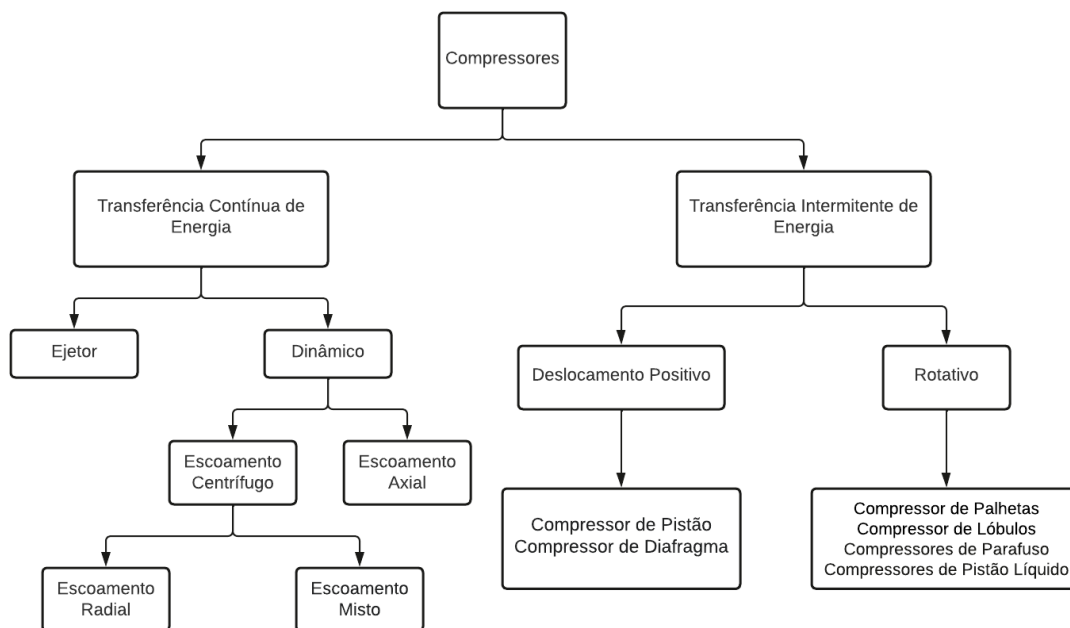 Compressores
Transferência Contínua de
Energia
Transferência Intermitente de
Energia
Ejetor
Dinâmico
Deslocamento Positivo
Rotativo
Escoamento
Centrífugo
Escoamento
Axial
Compressor de Pistão
Compressor de Diafragma
Compressor de Palhetas
Compressor de Lóbulos
Compressores de Parafuso
Compressores de Pistão Líquido
Escoamento
Radial
Escoamento
Misto